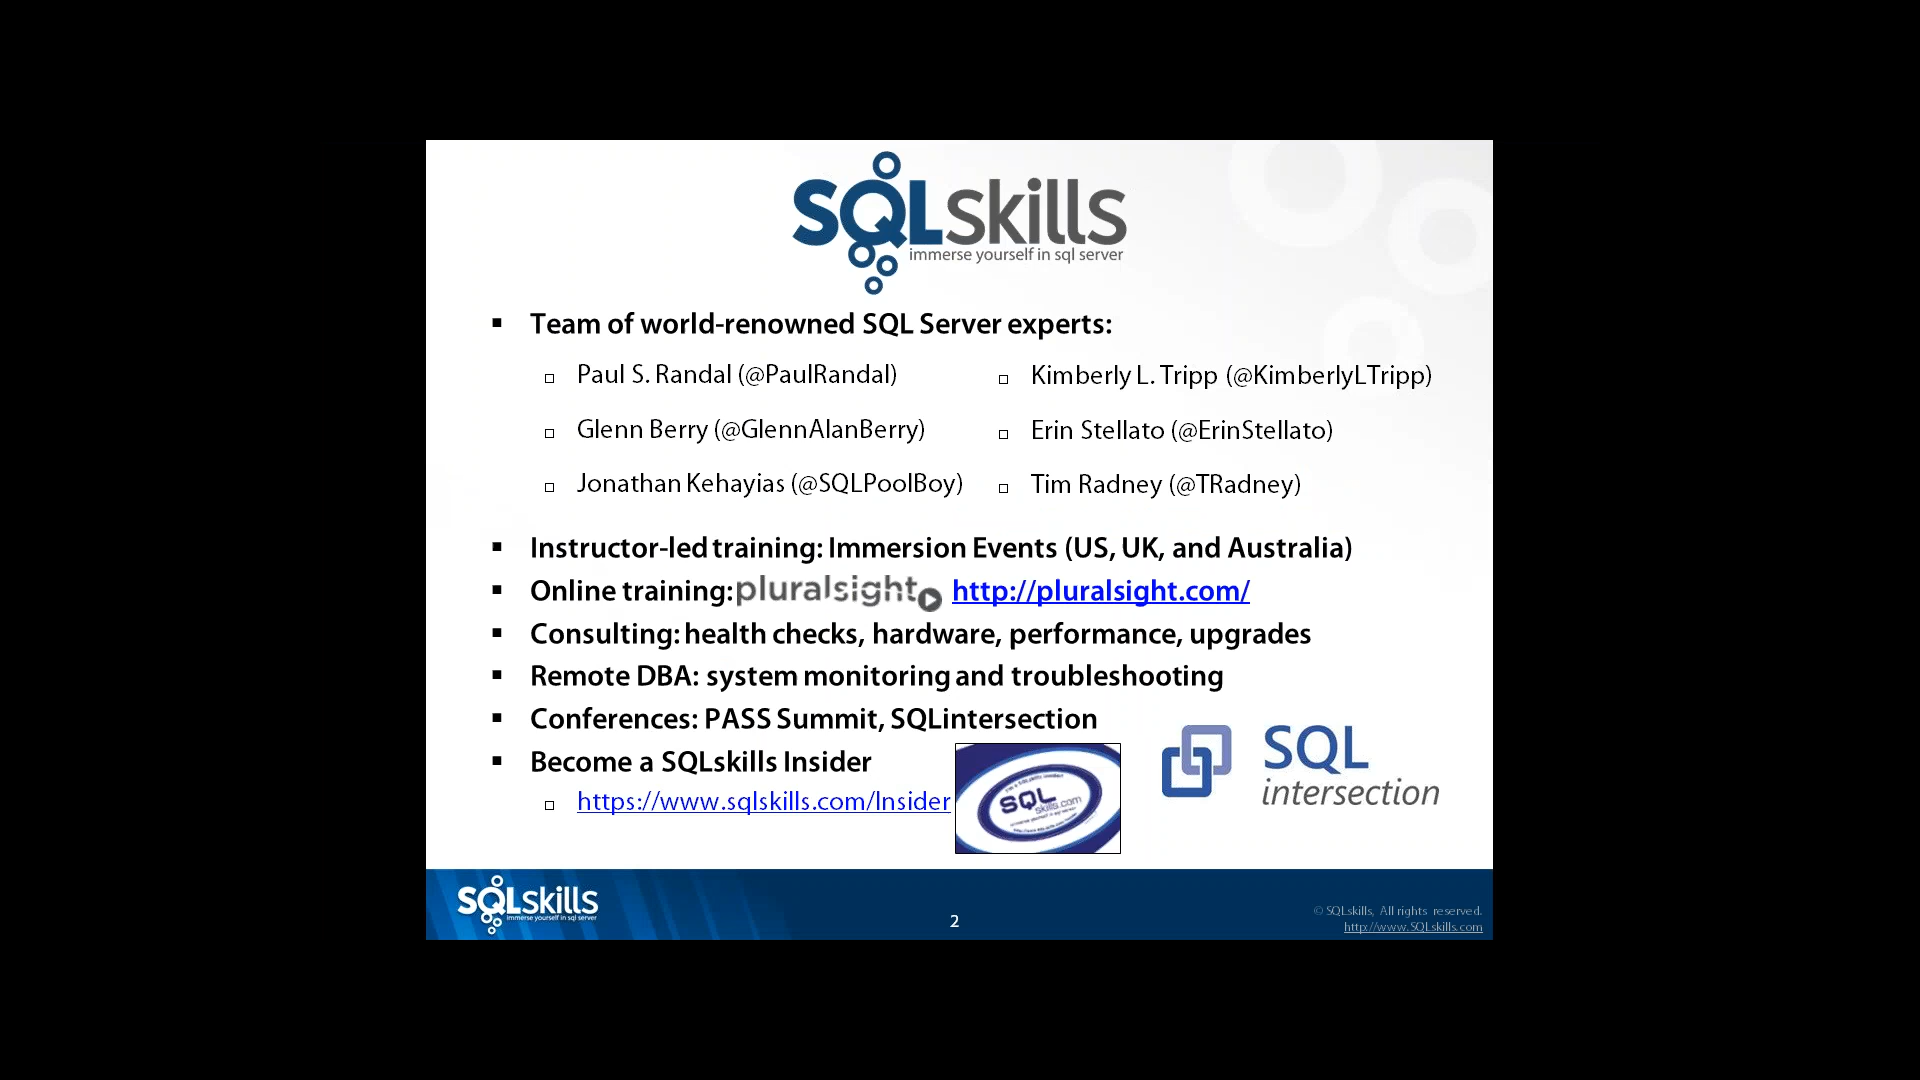 SQLskills
immerse yourself in sql server
Team of world-renowned SQL Server experts:
Paul S. Randal (@PaulRandal)
Kimberly L. Tripp (@KimberlyLTripp)
Glenn Berry (@GlennAlanBerry)
Erin Stellato (@ErinStellato)
Jonathan Kehayias (@SQLPoolBoy)
Tim Radney (@TRadney)
Instructor-led training: Immersion Events (US, UK, and Australia)
Online training: pluralsight http://pluralsight.com/
Consulting: health checks, hardware, performance, upgrades
Remote DBA: system monitoring and troubleshooting
Conferences: PASS Summit, SQLintersection
Become a SQLskills Insider
https://www.sqlskills.com/Insider
SQL
skills.com
SQL
intersection
SQLskills
immerse yourself in sql server
2
© SQLskills, All rights reserved.
http://www.SQLskills.com